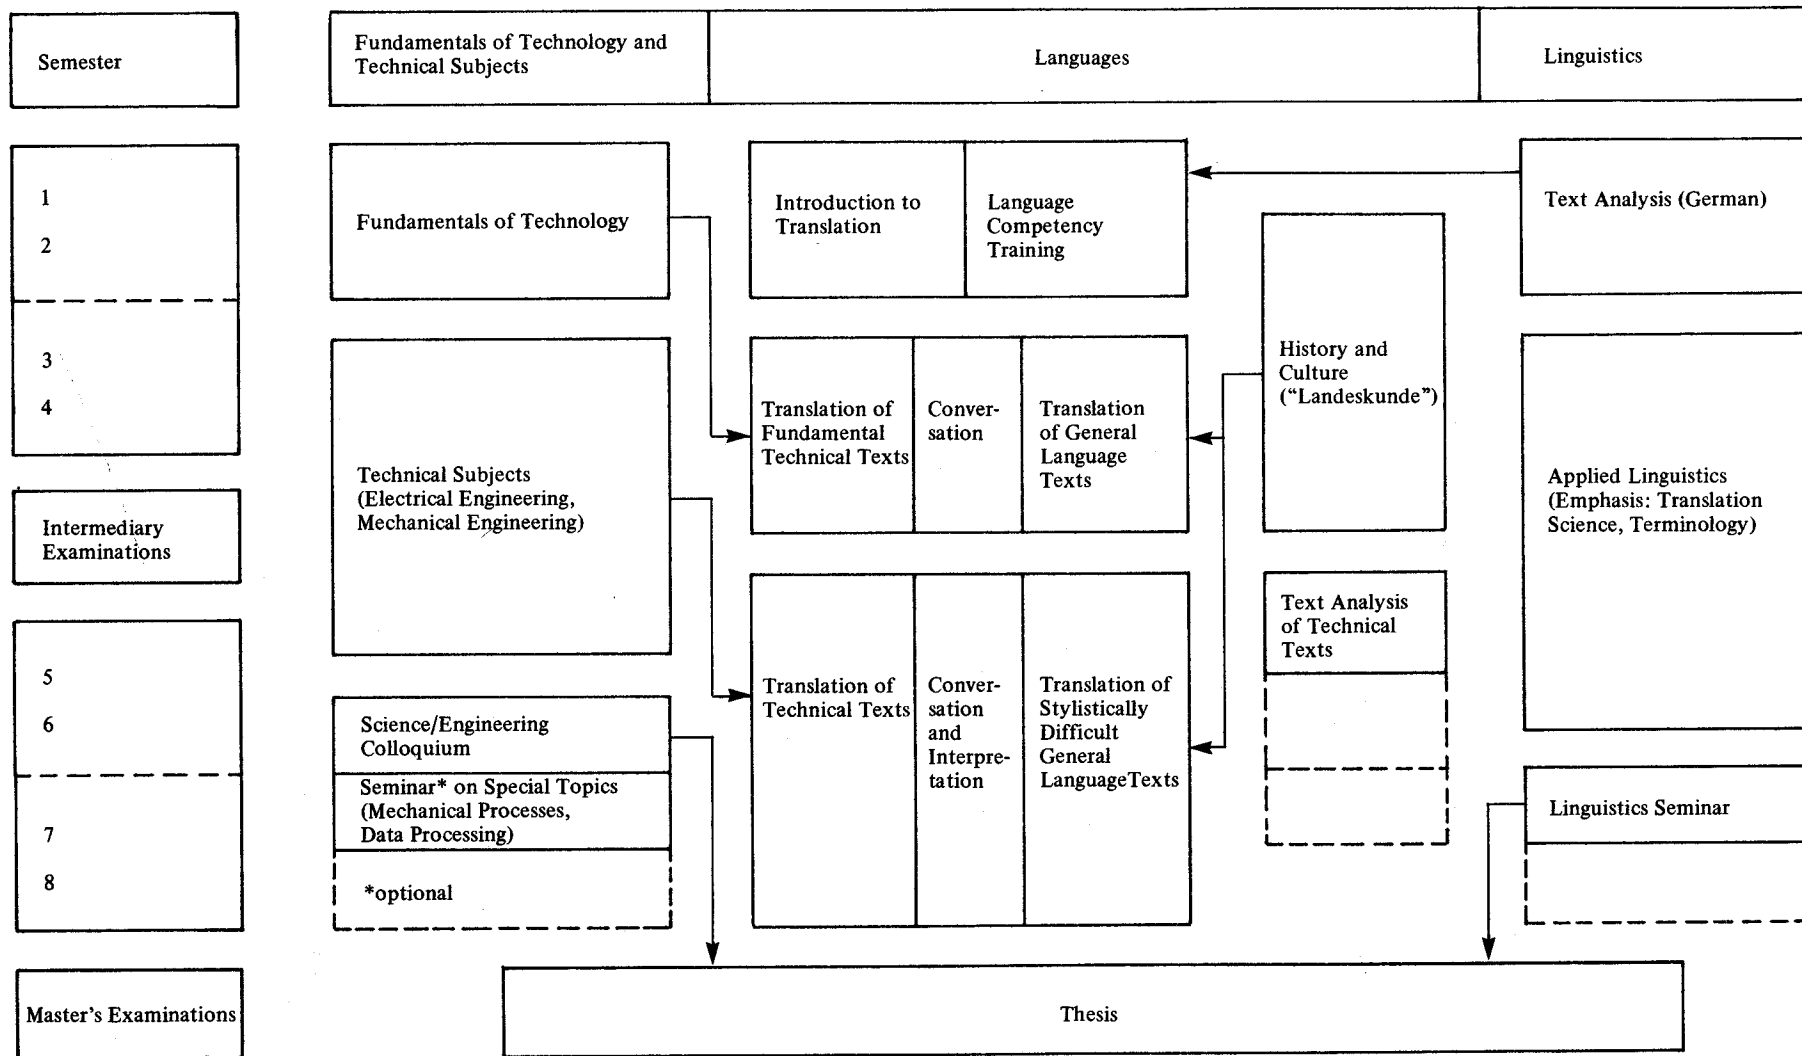 Semester
Fundamentals of Technology and
Technical Subjects
Languages
Linguistics
1
2
3
4
Intermediary
Examinations
5
6
7
8
Master's Examinations
Fundamentals of Technology
Technical Subjects
(Electrical Engineering,
Mechanical Engineering)
Science/Engineering
Colloquium
Seminar* on Special Topics
(Mechanical Processes,
Data Processing)
*optional
Introduction to
Translation
Language
Competency
Training
Translation of
Fundamental
Technical Texts
Conver-
sation
Translation
of General
Language
Texts
Translation of
Technical Texts
Conver-
sation
and
Interpre-
tation
Translation of
Stylistically
Difficult
General
LanguageTexts
History and
Culture
(“Landeskunde”)
Text Analysis
of Technical
Texts
Text Analysis (German)
Applied Linguistics
(Emphasis: Translation
Science, Terminology)
Linguistics Seminar
Thesis